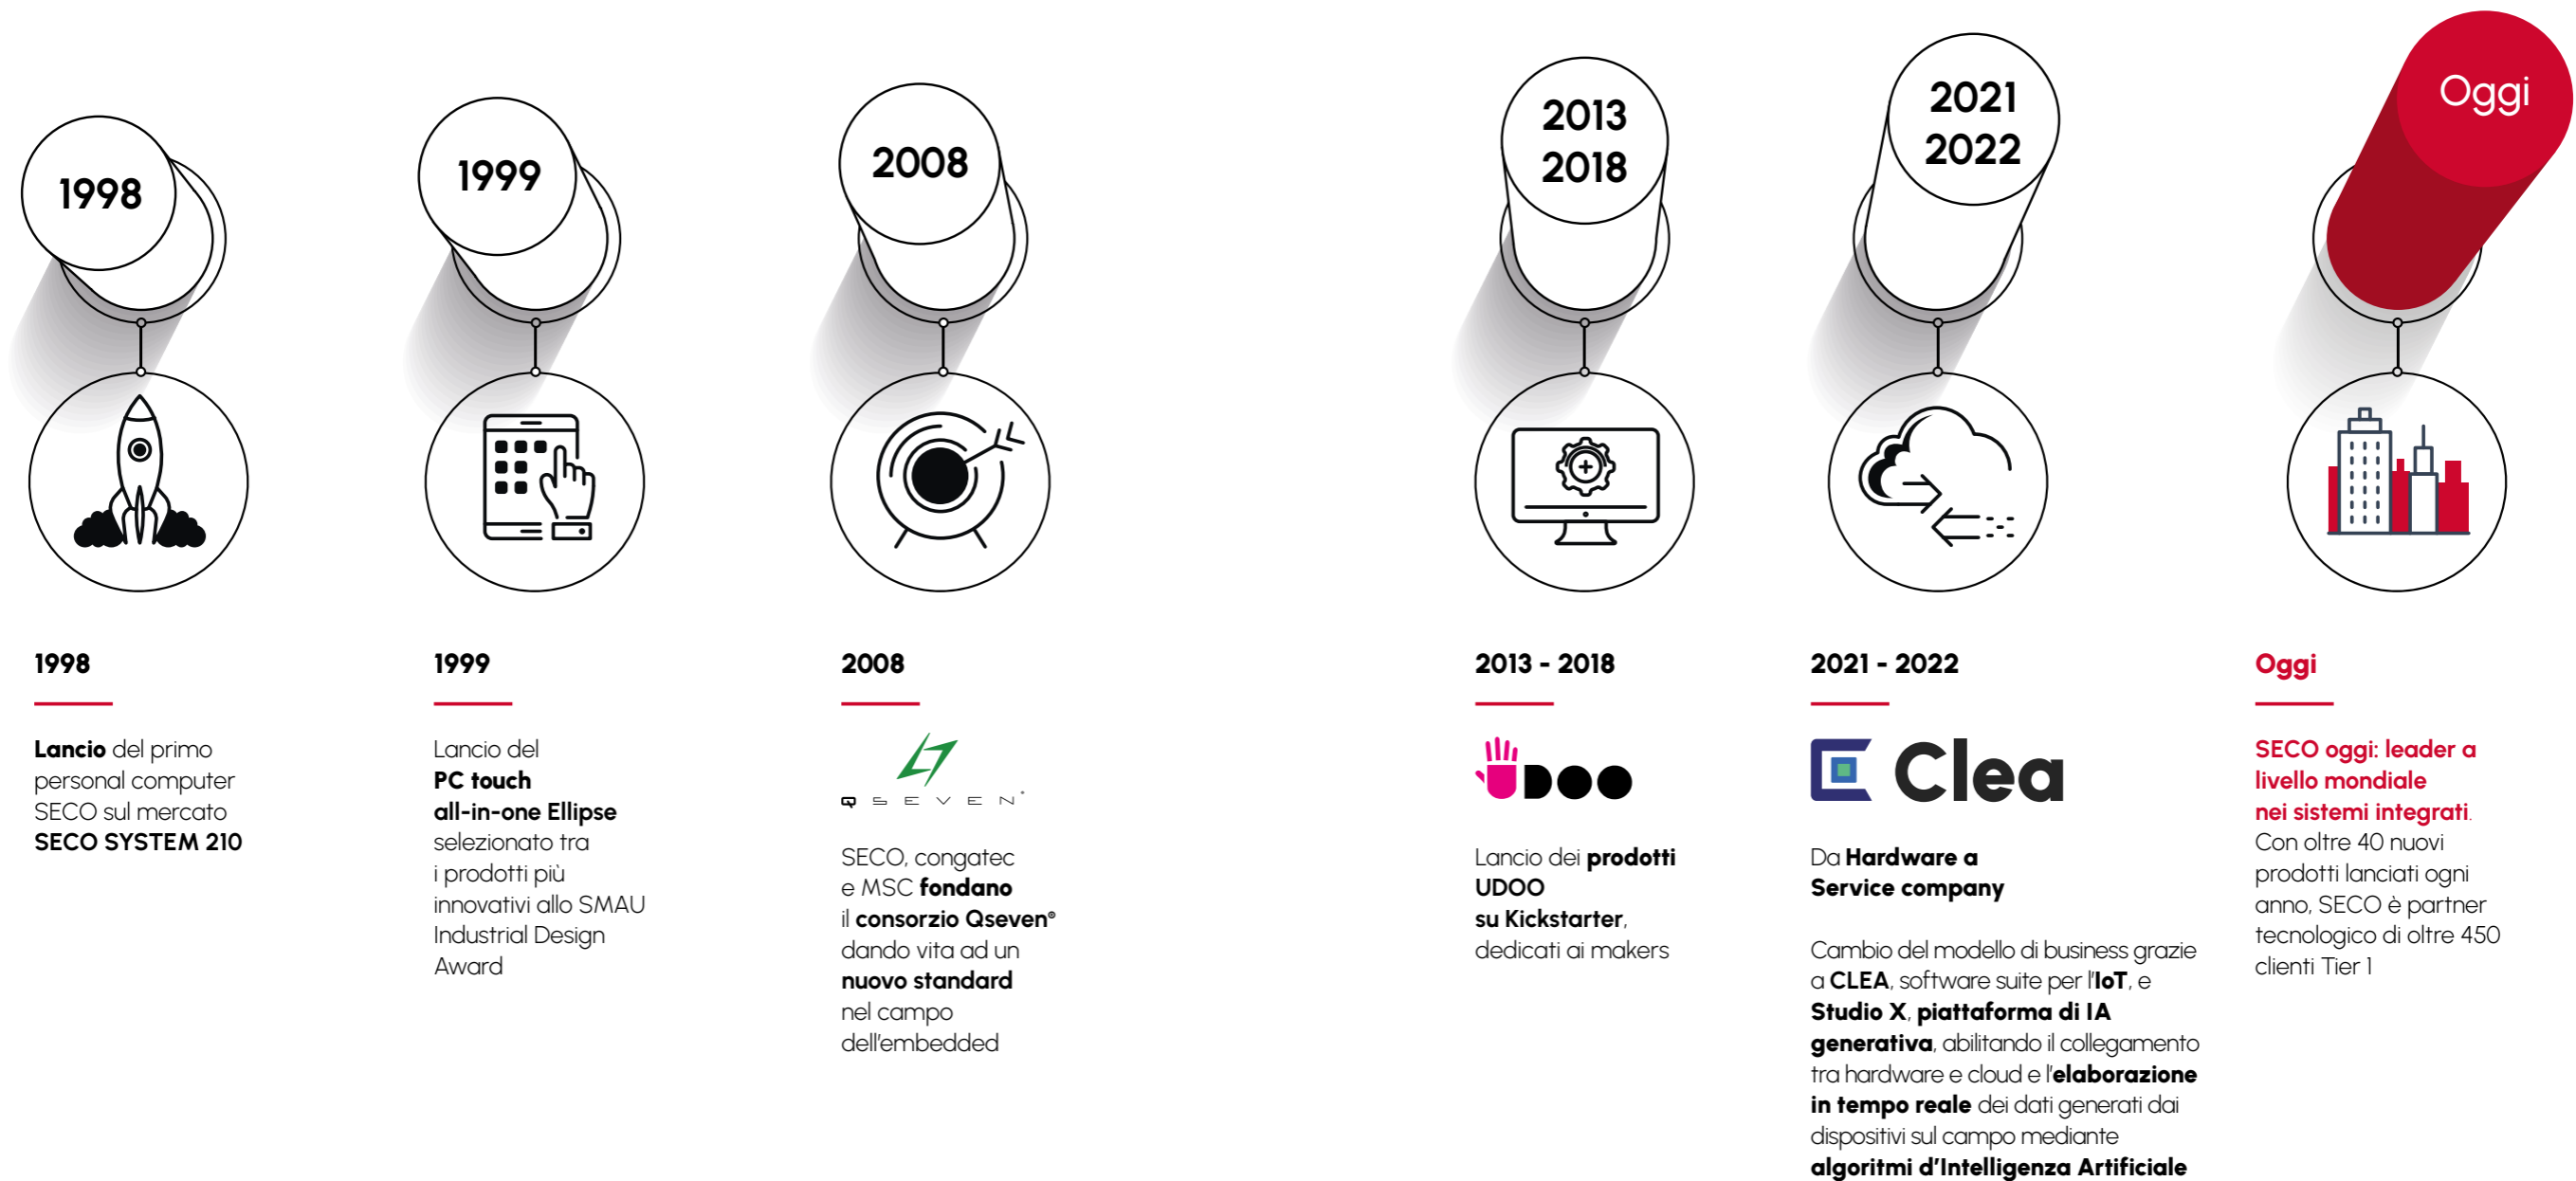 1998
1999
2008
2013
2018
2021
2022
Oggi
1998
Lancio del primo
personal computer
SECO sul mercato
SECO SYSTEM 210
1999
Lancio del
PC touch
all-in-one Ellipse
selezionato tra
i prodotti più
innovativi allo SMAU
Industrial Design
Award
2008
QSEVEN®
SECO, congatec
e MSC fondano
il consorzio Qseven®
dando vita ad un
nuovo standard
nel campo
dell'embedded
2013 - 2018
UDOO
Lancio dei prodotti
UDOO
su Kickstarter,
dedicati ai makers
2021 - 2022
Clea
Da Hardware a
Service company
Cambio del modello di business grazie
a CLEA, software suite per l'IoT, e
Studio X, piattaforma di IA
generativa, abilitando il collegamento
tra hardware e cloud e l'elaborazione
in tempo reale dei dati generati dai
dispositivi sul campo mediante
algoritmi d'Intelligenza Artificiale
Oggi
SECO oggi: leader a
livello mondiale
nei sistemi integrati.
Con oltre 40 nuovi
prodotti lanciati ogni
anno, SECO è partner
tecnologico di oltre 450
clienti Tier 1